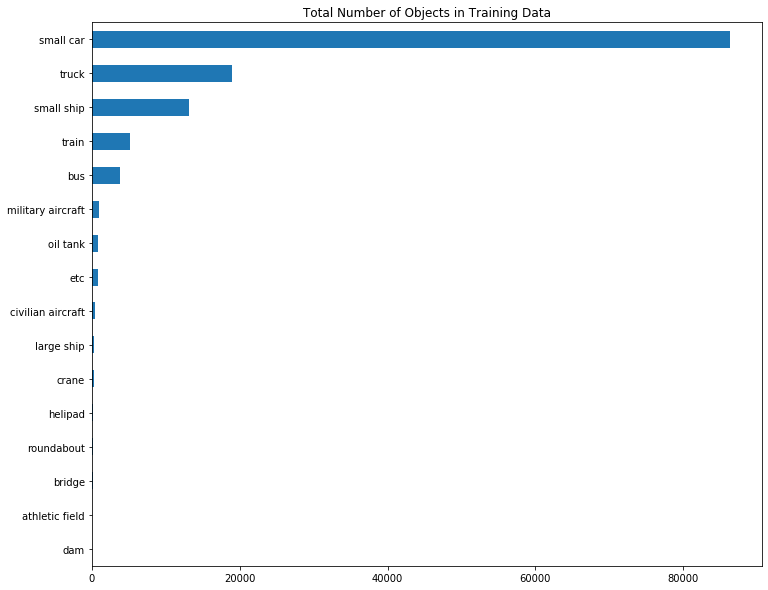 Total Number of Objects in Training Data
small car
truck
small ship
train
bus
military aircraft
oil tank
etc
civilian aircraft
large ship
crane
helipad
roundabout
bridge
athletic field
dam
0 20000 40000 60000 80000